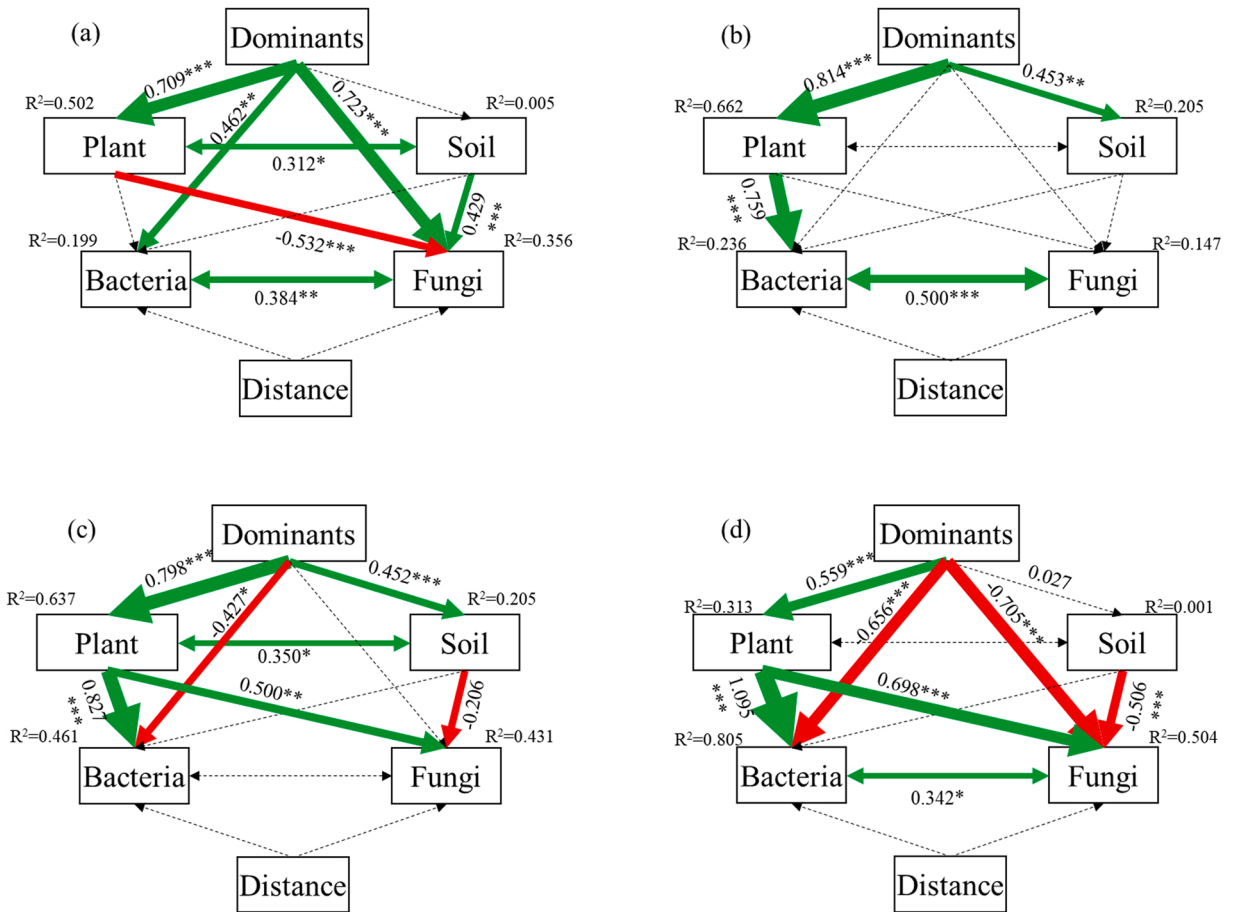 (a)
Dominants
0.709***
0.462**
0.723***
R²=0.502
R²=0.005
Plant
Soil
0.312*
0.429
***
-0.532***
R²=0.199
R²=0.356
Bacteria
Fungi
0.384**
Distance
(b)
Dominants
0.814***
0.453**
R²=0.662
R²=0.205
Plant
Soil
0.759
***
R²=0.236
R²=0.147
Bacteria
Fungi
0.500***
Distance
(c)
Dominants
0.798***
-0.427*
0.452***
R²=0.637
R²=0.205
Plant
Soil
0.350*
0.827
***
0.500**
-0.206
R²=0.461
R²=0.431
Bacteria
Fungi
Distance
(d)
Dominants
0.559***
-0.656***
-0.705***
0.027
R²=0.313
R²=0.001
Plant
Soil
1.095
***
0.698***
-0.506
***
R²=0.805
R²=0.504
Bacteria
Fungi
0.342*
Distance